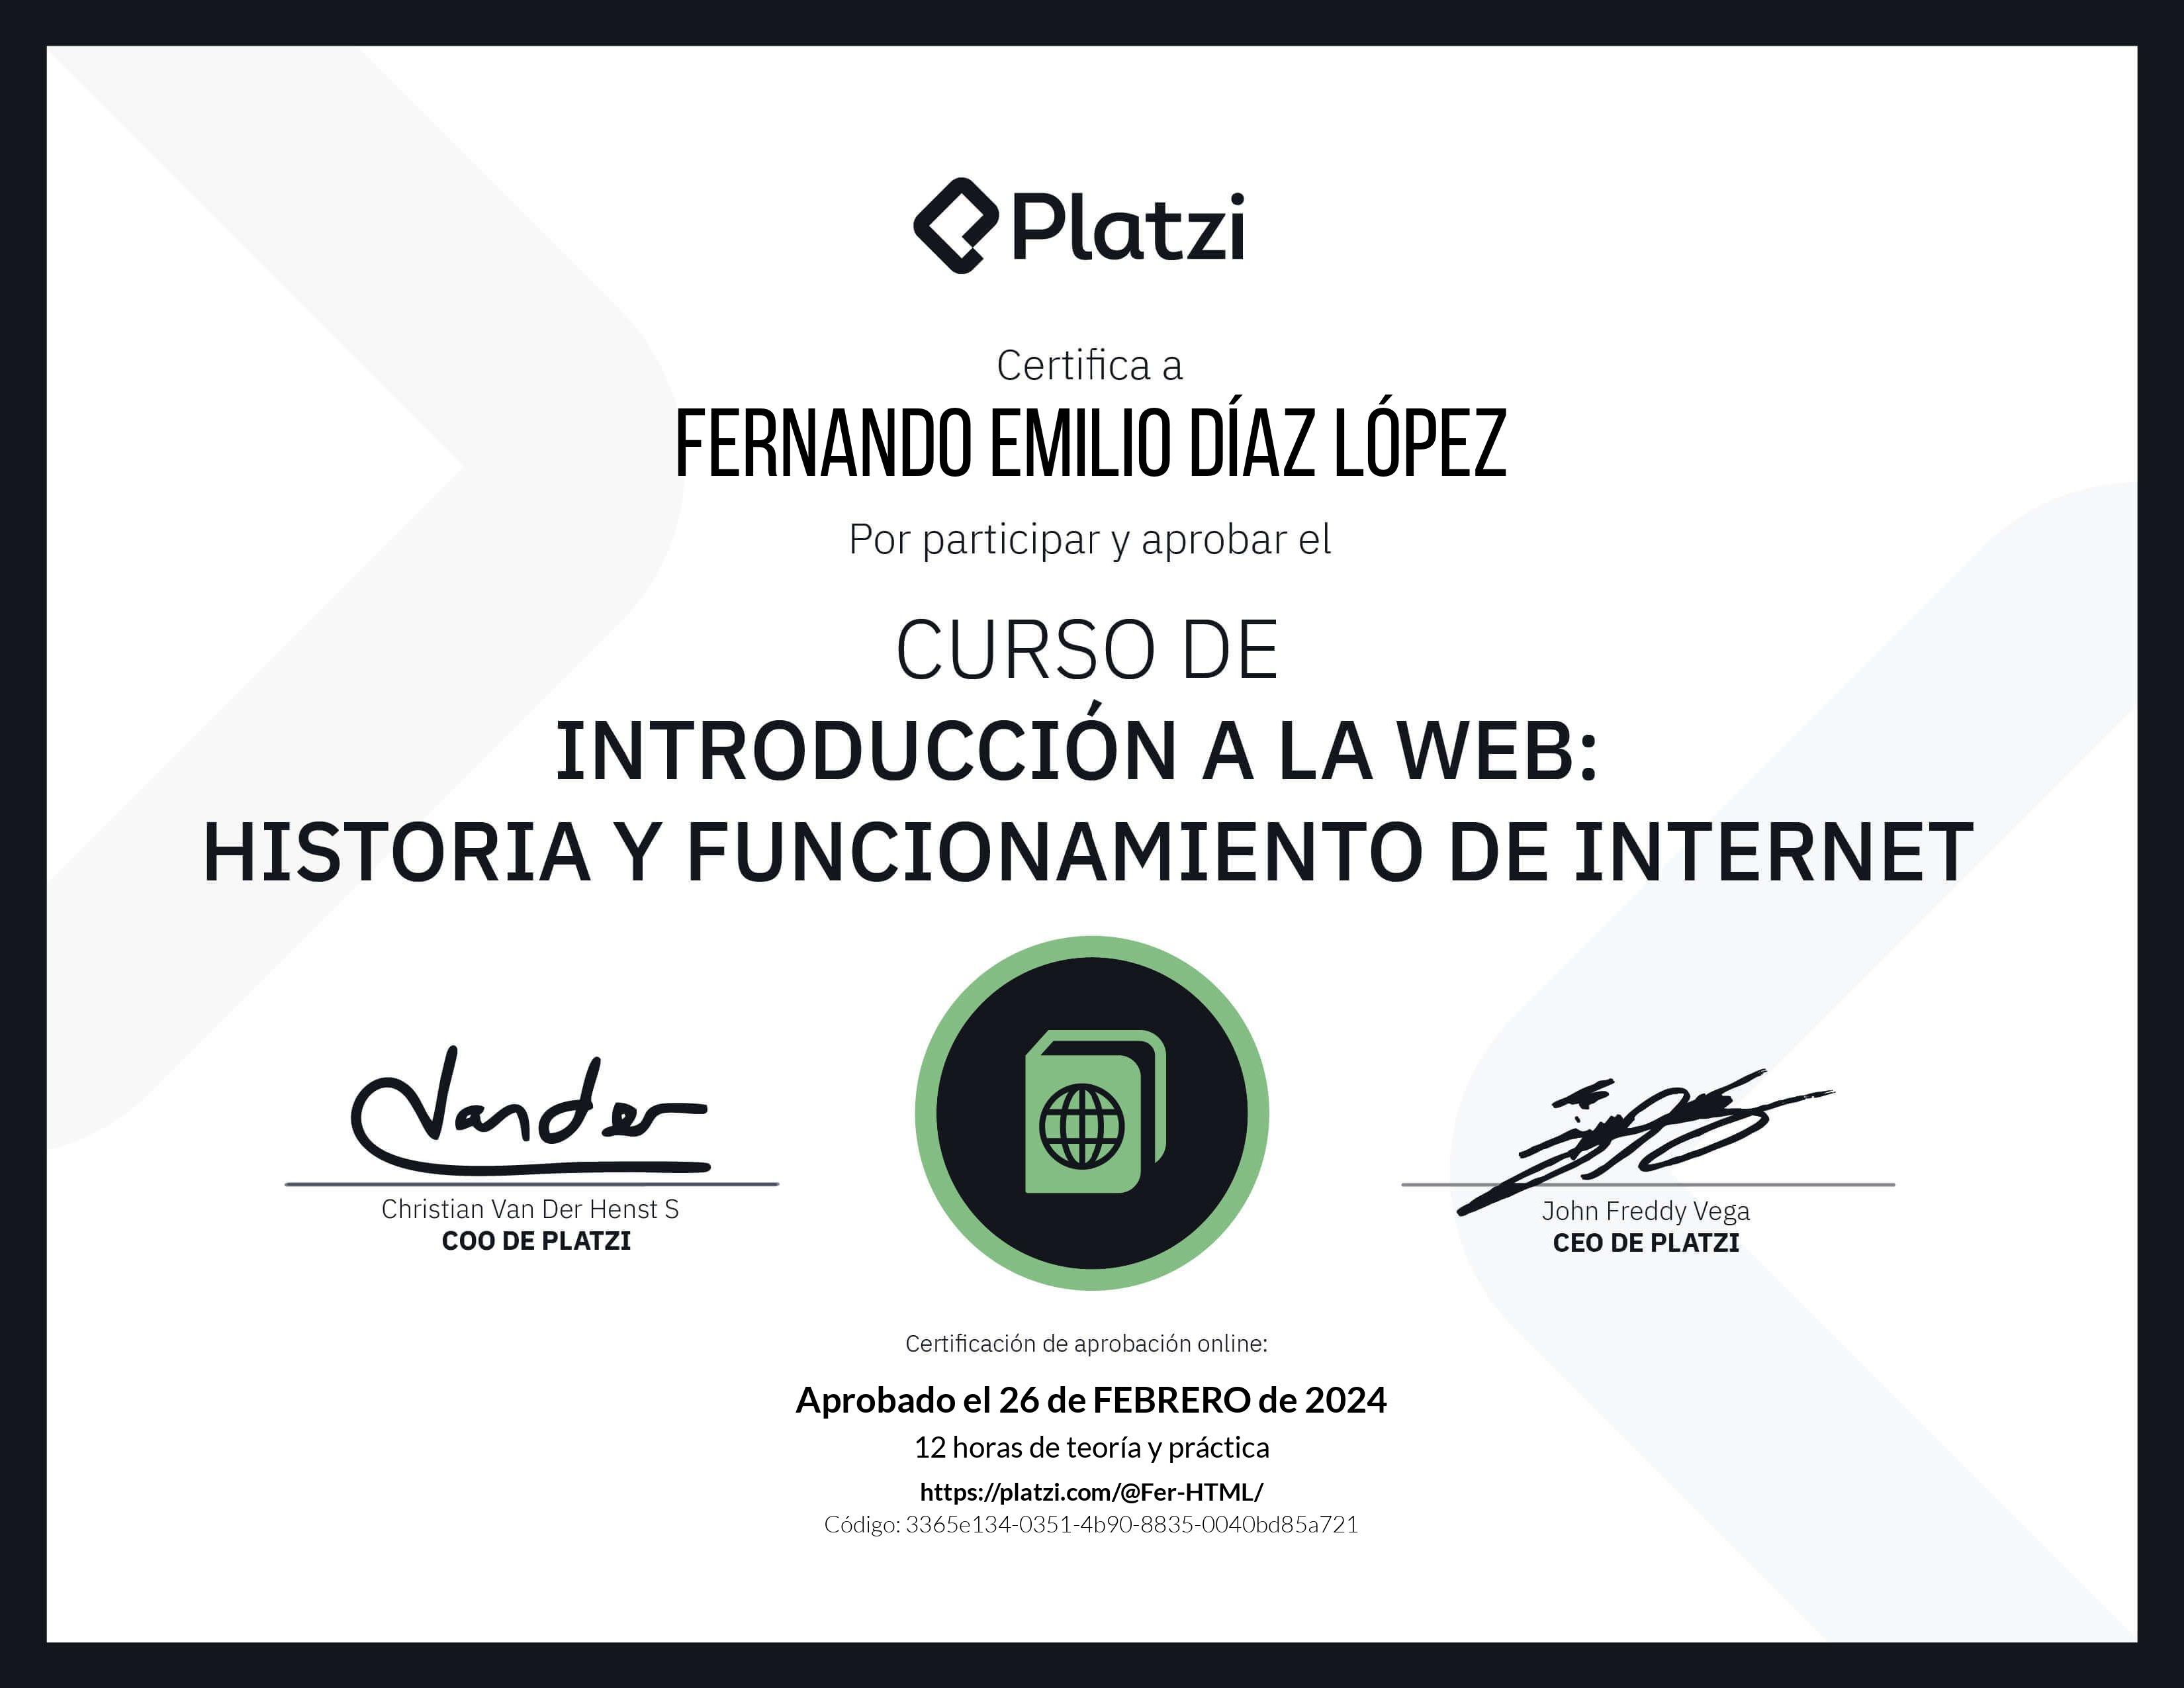 Platzi
Certifica a
FERNANDO EMILIO DÍAZ LÓPEZ
Por participar y aprobar el
CURSO DE
INTRODUCCIÓN A LA WEB:
HISTORIA Y FUNCIONAMIENTO DE INTERNET
Vander
Christian Van Der Henst S
COO DE PLATZI
John Freddy Vega
CEO DE PLATZI
Certificación de aprobación online:
Aprobado el 26 de FEBRERO de 2024
12 horas de teoría y práctica
https://platzi.com/@Fer-HTML/
Código: 3365e134-0351-4b90-8835-0040bd85a721